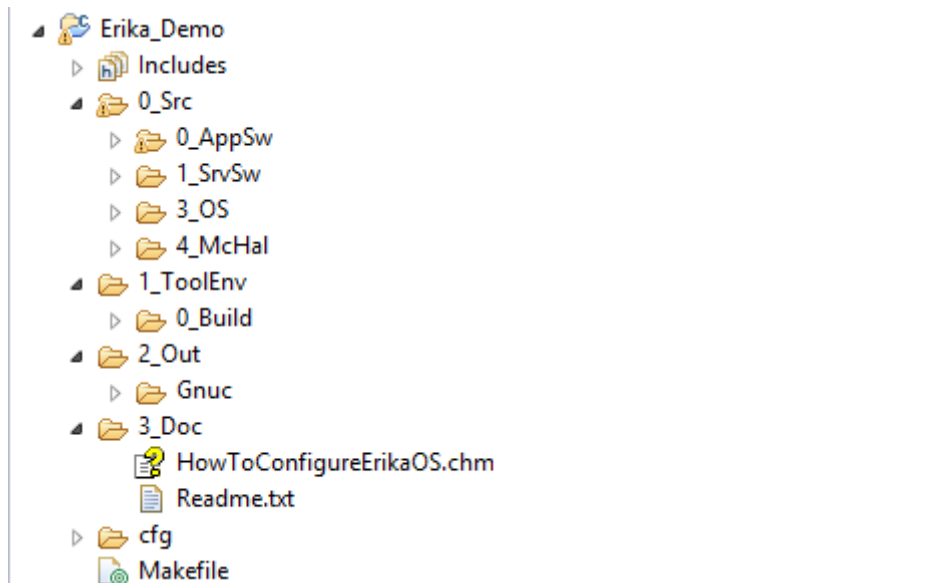 Erika_Demo
Includes
0_Src
0_AppSw
1_SrvSw
3_OS
4_McHal
1_ToolEnv
0_Build
2_Out
Gnuc
3_Doc
HowToConfigureErikaOS.chm
Readme.txt
cfg
Makefile